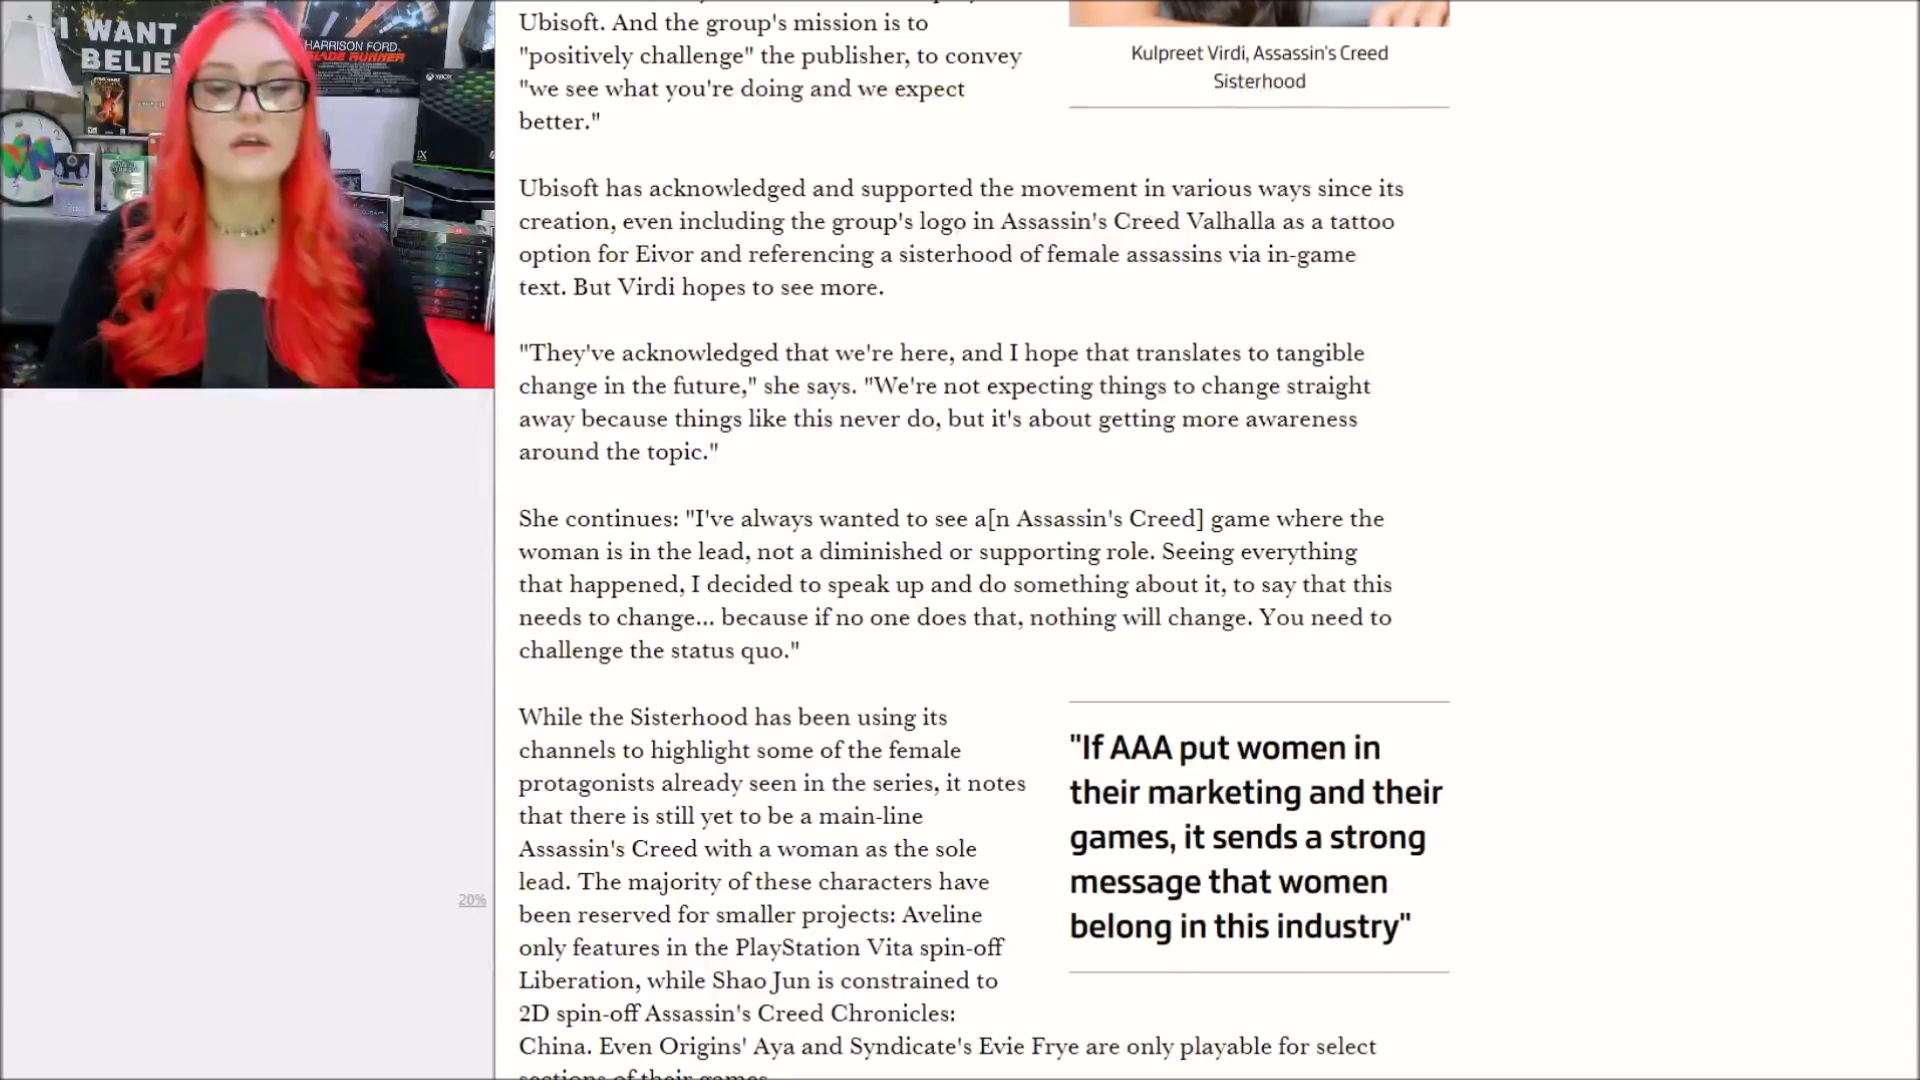 I WANT
BELIE
HARRISON FORD
BLADE RUNNER
XBOX
Ubisoft. And the group's mission is to
"positively challenge" the publisher, to convey
"we see what you're doing and we expect
better."
Kulpreet Virdi, Assassin's Creed
Sisterhood
Ubisoft has acknowledged and supported the movement in various ways since its
creation, even including the group's logo in Assassin's Creed Valhalla as a tattoo
option for Eivor and referencing a sisterhood of female assassins via in-game
text. But Virdi hopes to see more.
"They've acknowledged that we're here, and I hope that translates to tangible
change in the future," she says. "We're not expecting things to change straight
away because things like this never do, but it's about getting more awareness
around the topic."
She continues: "I've always wanted to see a[n Assassin's Creed] game where the
woman is in the lead, not a diminished or supporting role. Seeing everything
that happened, I decided to speak up and do something about it, to say that this
needs to change... because if no one does that, nothing will change. You need to
challenge the status quo."
While the Sisterhood has been using its
channels to highlight some of the female
protagonists already seen in the series, it notes
that there is still yet to be a main-line
Assassin's Creed with a woman as the sole
lead. The majority of these characters have
been reserved for smaller projects: Aveline
only features in the PlayStation Vita spin-off
Liberation, while Shao Jun is constrained to
2D spin-off Assassin's Creed Chronicles:
China. Even Origins' Aya and Syndicate's Evie Frye are only playable for select
sections of their games.
"If AAA put women in
their marketing and their
games, it sends a strong
message that women
belong in this industry"
20%